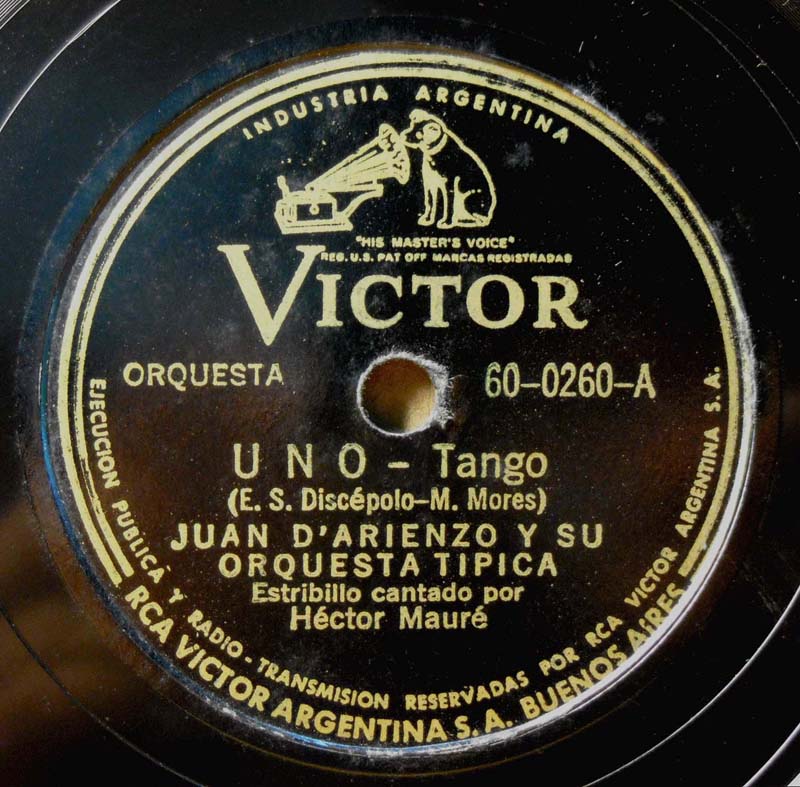 INDUSTRIA ARGENTINA
"HIS MASTER'S VOICE"
REG. U.S. PAT OFF MARCAS REGISTRADAS
VICTOR
ORQUESTA
60-0260-A
UNO - Tango
(E. S. Discépolo-M. Mores)
JUAN D'ARIENZO Y SU
ORQUESTA TIPICA
Estribillo cantado por
Héctor Mauré
EJECUCION PUBLICA Y RADIO-TRANSMISION RESERVADAS POR RCA VICTOR ARGENTINA S. A.
RCA VICTOR ARGENTINA S. A. BUENOS AIRES